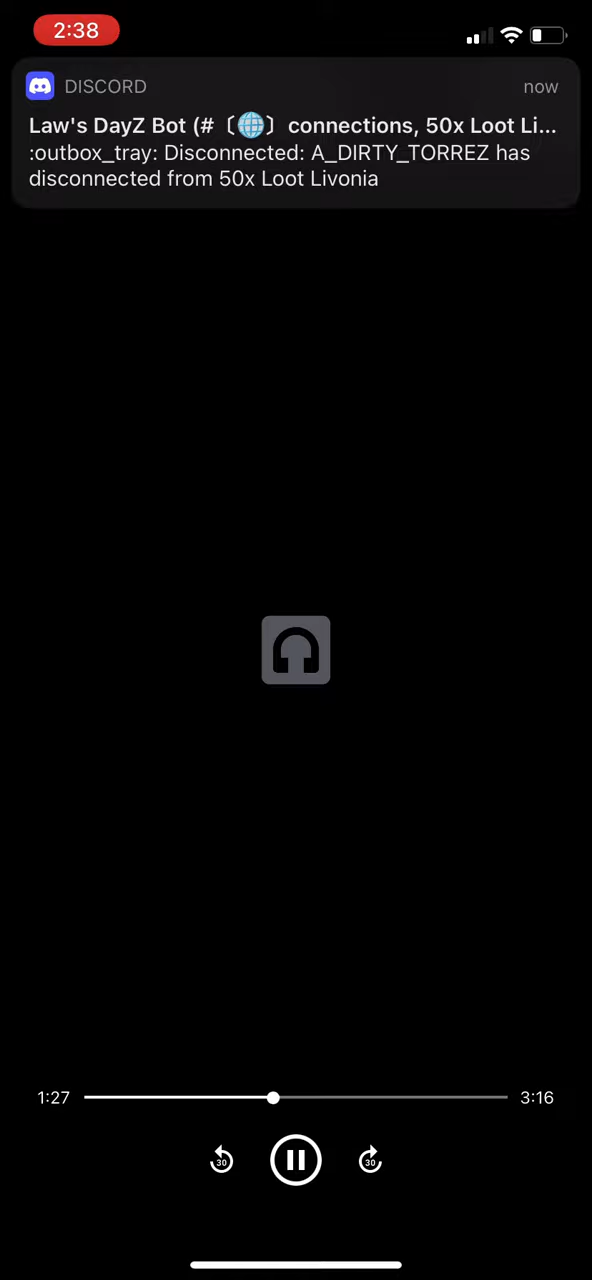 2:38
DISCORD now
Law's DayZ Bot (#〔🌐〕connections, 50x Loot Li...
:outbox_tray: Disconnected: A_DIRTY_TORREZ has
disconnected from 50x Loot Livonia
1:27 3:16
30 30